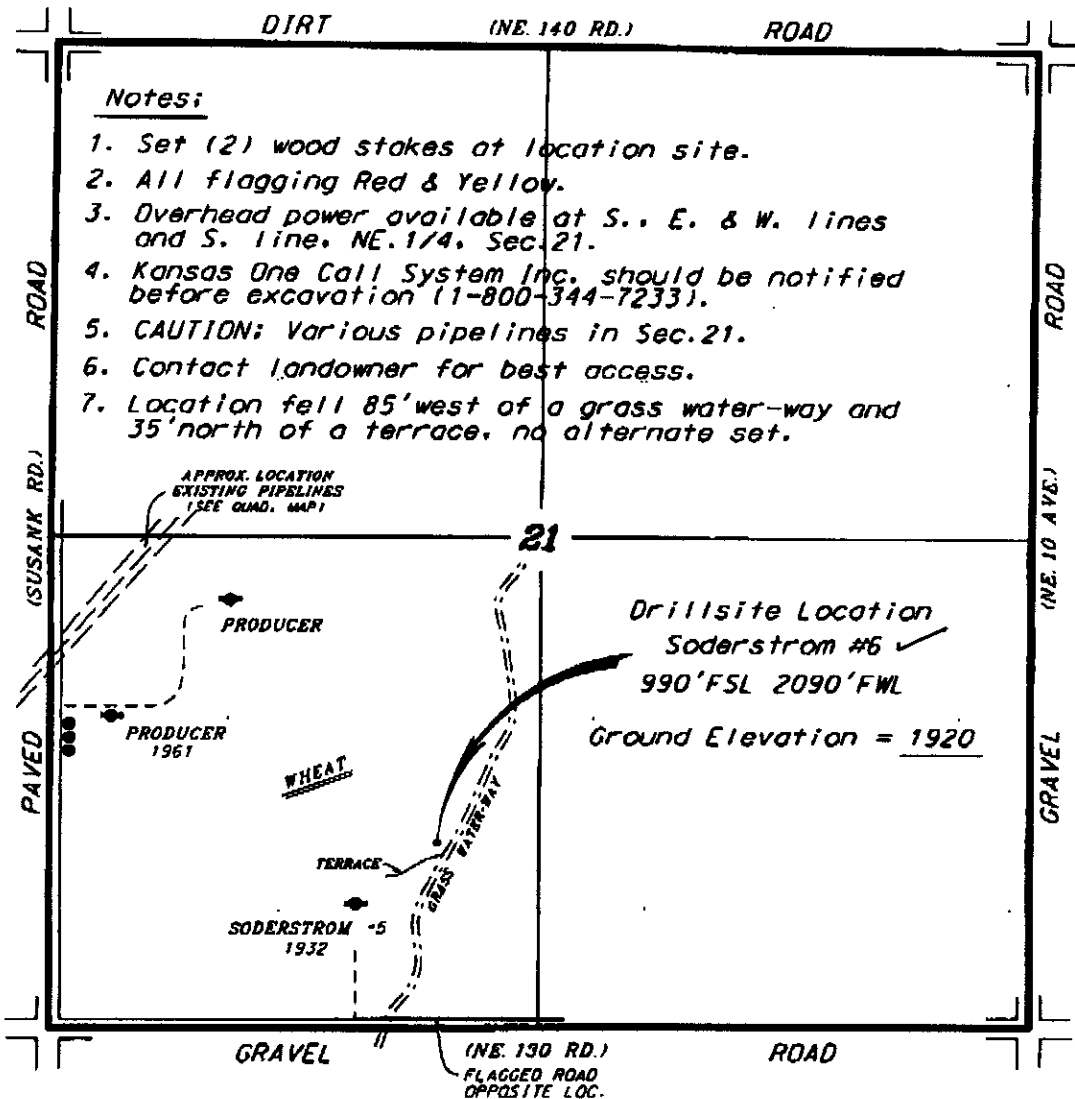 DIRT (NE. 140 RD.) ROAD
Notes:
1. Set (2) wood stakes at location site.
2. All flagging Red & Yellow.
3. Overhead power available at S., E. & W. lines
and S. line, NE.1/4, Sec.21.
4. Kansas One Call System Inc. should be notified
before excavation (1-800-344-7233).
5. CAUTION: Various pipelines in Sec.21.
6. Contact landowner for best access.
7. Location fell 85'west of a grass water-way and
35'north of a terrace, no alternate set.
PAVED (SUSANK RD.) ROAD
GRAVEL (NE. 10 AVE.) ROAD
APPROX. LOCATION
EXISTING PIPELINES
(SEE QUAD. MAP)
21
PRODUCER
Drillsite Location
Soderstrom #6
990'FSL 2090'FWL
Ground Elevation = 1920
PRODUCER
1961
WHEAT
TERRACE
GRASS WATER-WAY
SODERSTROM -5
1932
GRAVEL (NE. 130 RD.) ROAD
FLAGGED ROAD
OPPOSITE LOC.